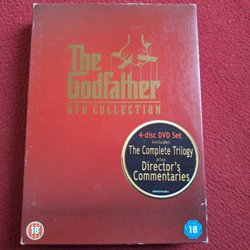 The
Godfather
DVD COLLECTION
4-disc DVD Set
includes
The Complete Trilogy
plus
Director's
Commentaries
18
18